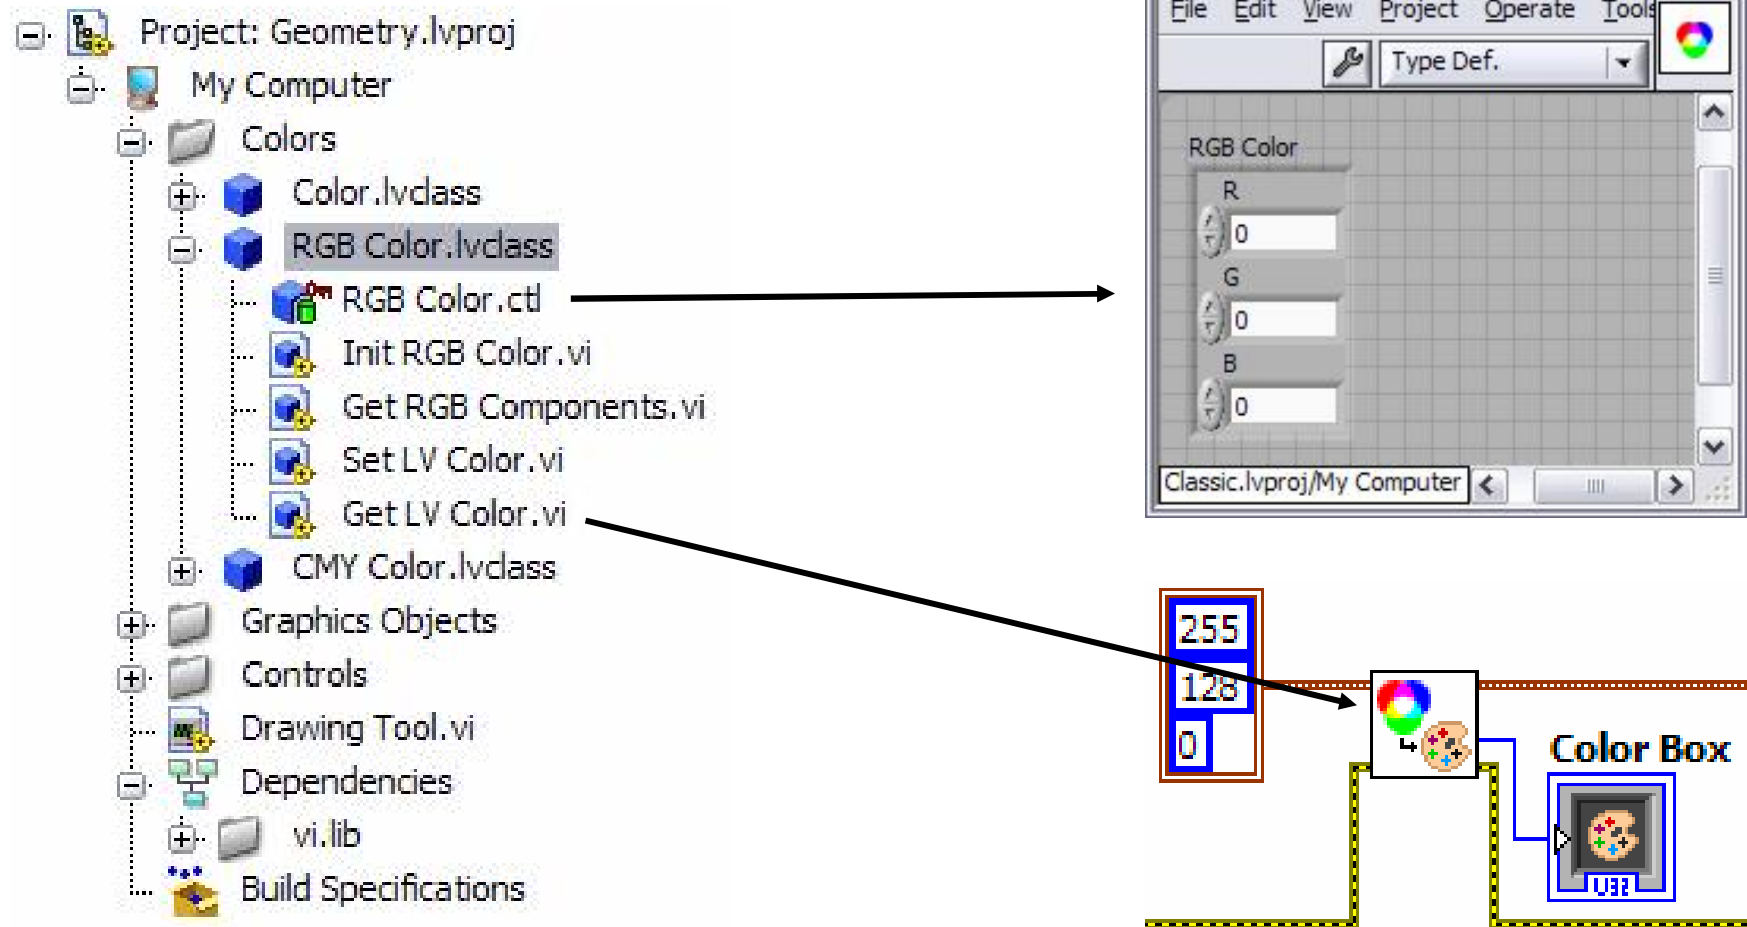 Project: Geometry.lvproj
My Computer
Colors
Color.lvclass
RGB Color.lvclass
RGB Color.ctl
Init RGB Color.vi
Get RGB Components.vi
Set LV Color.vi
Get LV Color.vi
CMY Color.lvclass
Graphics Objects
Controls
Drawing Tool.vi
Dependencies
vi.lib
Build Specifications
File Edit View Project Operate Tools
Type Def.
RGB Color
R
0
G
0
B
0
Classic.lvproj/My Computer
255
128
0
Color Box
U32